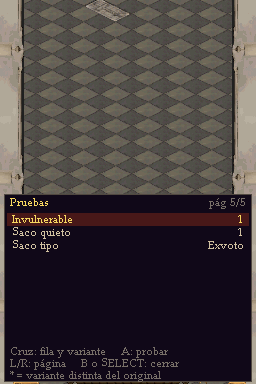 Pruebas pág 5/5
Invulnerable 1
Saco quieto 1
Saco tipo Exvoto
Cruz: fila y variante A: probar
L/R: página B o SELECT: cerrar
* = variante distinta del original